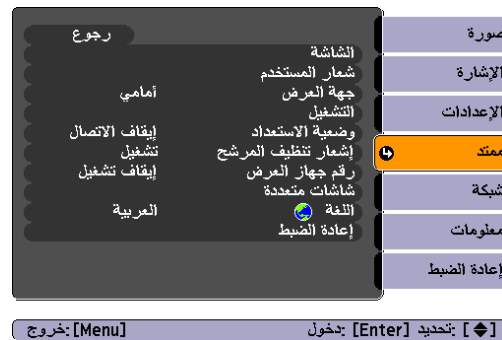 رجوع
الشاشة
شعار المستخدم
جهة العرض أمامي
التشغيل
وضعية الاستعداد إيقاف الاتصال
إشعار تنظيف المرشح تشغيل
رقم جهاز العرض إيقاف تشغيل
شاشات متعددة
اللغة العربية
إعادة الضبط
صورة
الإشارة
الإعدادات
ممتد
شبكة
معلومات
إعادة الضبط
[ ] :تحديد [Enter] :دخول [Menu] :خروج